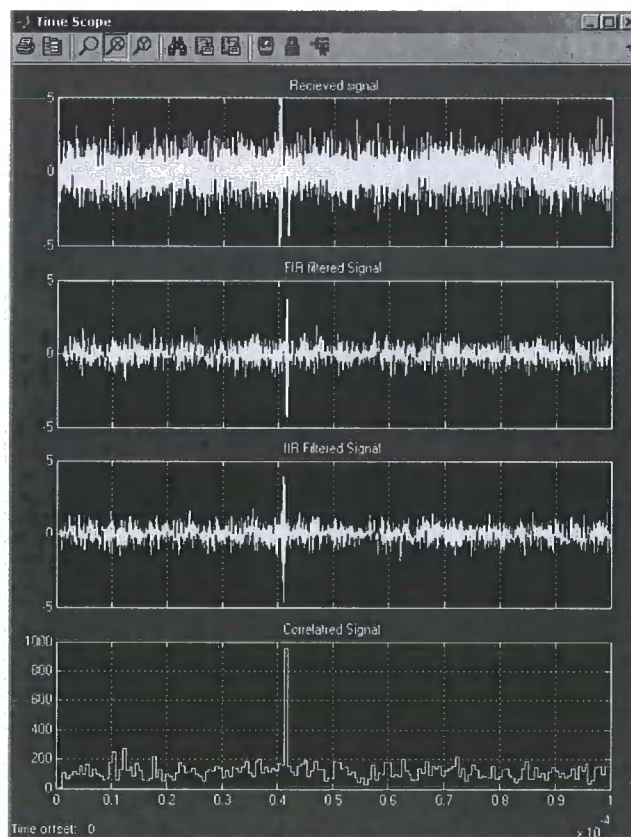 Time Scope
Recieved signal
5
0
-5
FIR filtered Signal
5
0
-5
IIR Filtered Signal
5
0
-5
Correlatred Signal
1000
800
600
400
200
0
0 0.1 0.2 0.3 0.4 0.5 0.6 0.7 0.8 0.9 1
Time offset: 0
x 10^-4